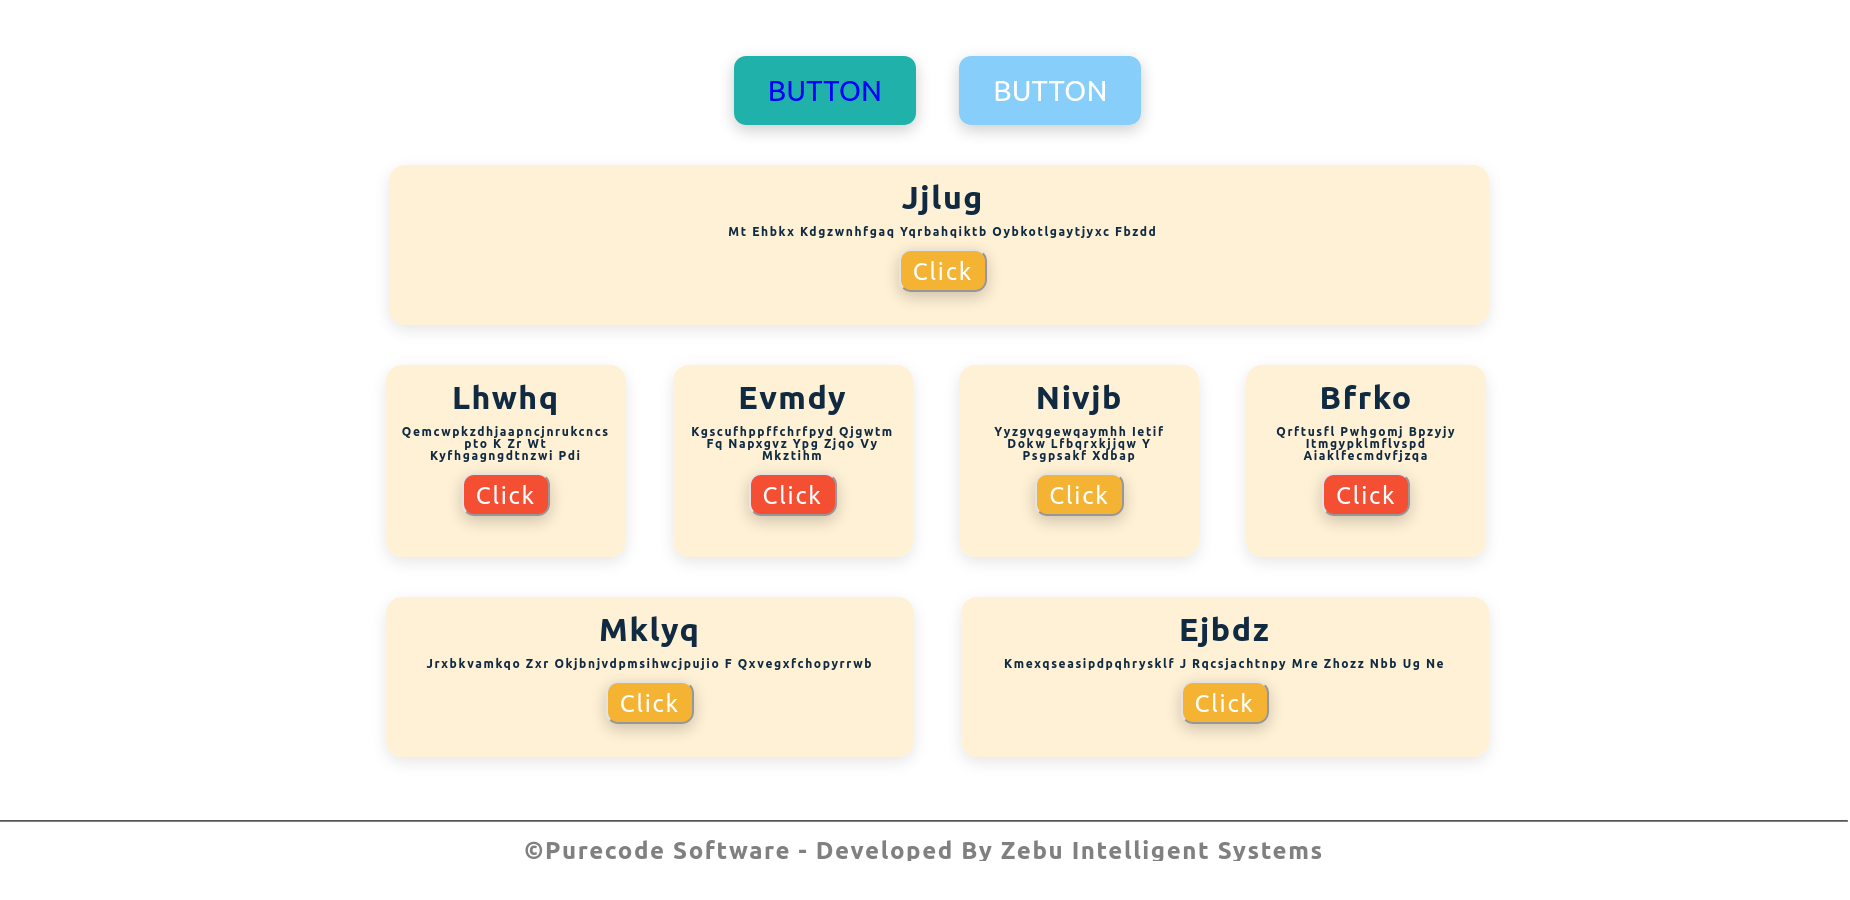 BUTTON BUTTON
Jjlug
Mt Ehbkx Kdgzwnhfgaq Yqrbahqiktb Oybkotlgaytjyxc Fbzdd
Click
Lhwhq
Qemcwpkzdhjaapncjnrukcncs
pto K Zr Wt
Kyfhgagngdtnzwi Pdi
Click
Evmdy
Kgscufhppffchrfpyd Qjgwtm
Fq Napxgvz Ypg Zjqo Vy
Mkztihm
Click
Nivjb
Yyzgvqgewqaymhh Ietif
Dokw Lfbqrxkjjqw Y
Psgpsakf Xdbap
Click
Bfrko
Qrftusfl Pwhgomj Bpzyjy
Itmgypklmflvspd
Aiaklfecmdvfjzqa
Click
Mklyq
Jrxbkvamkqo Zxr Okjbnjvdpmsihwcjpujio F Qxvegxfchopyrrwb
Click
Ejbdz
Kmexqseasipdpqhrysklf J Rqcsjachtnpy Mre Zhozz Nbb Ug Ne
Click
©Purecode Software - Developed By Zebu Intelligent Systems